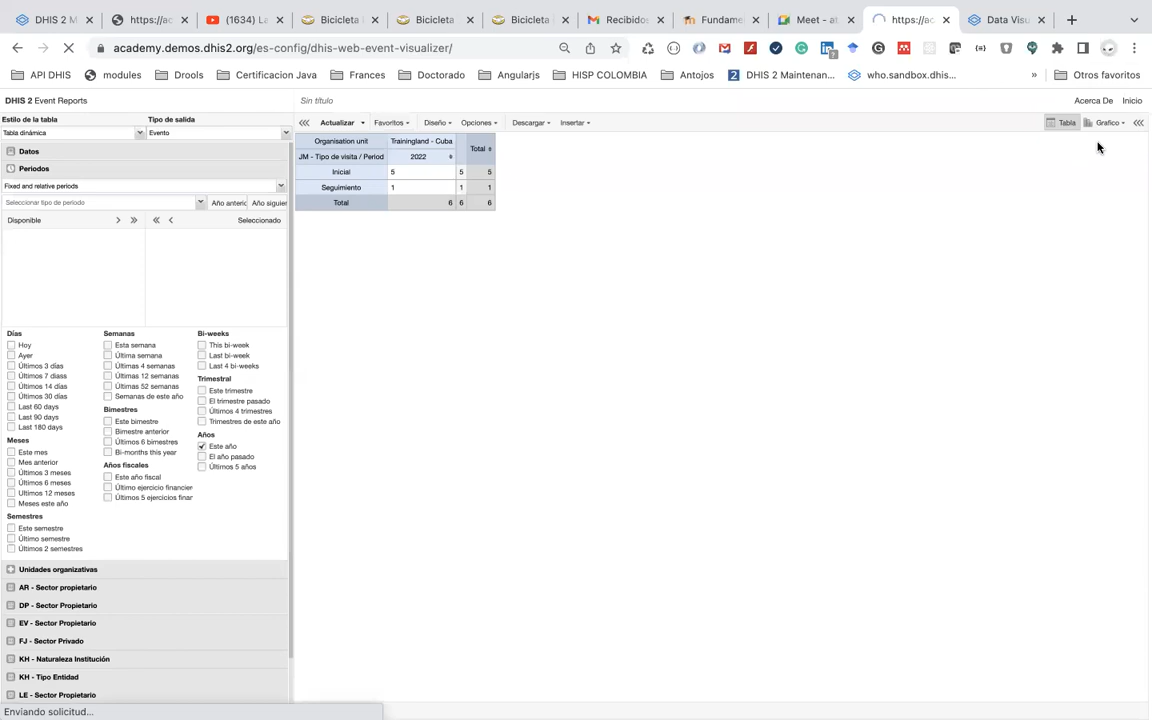 DHIS 2 M
https://ac
(1634) La
Bicicleta
Bicicleta
Bicicleta
Recibidos
Fundame
Meet - at
https://ac
Data Visu
academy.demos.dhis2.org/es-config/dhis-web-event-visualizer/
API DHIS
modules
Drools
Certificacion Java
Frances
Doctorado
Angularjs
HISP COLOMBIA
Antojos
DHIS 2 Maintenan...
who.sandbox.dhis...
»
Otros favoritos
DHIS 2 Event Reports
Sin título
Acerca De
Inicio
Estilo de la tabla
Tipo de salida
Tabla dinámica
Evento
Actualizar
Favoritos
Diseño
Opciones
Descargar
Insertar
Tabla
Grafico
Datos
Periodos
Fixed and relative periods
Seleccionar tipo de periodo
Año anteric
Año siguier
Disponible
Seleccionado
Organisation unit
Trainingland - Cuba
Total
JM - Tipo de visita / Period
2022
Inicial
5
5
5
Seguimiento
1
1
1
Total
6
6
6
Días
Hoy
Ayer
Últimos 3 días
Últimos 7 diass
Últimos 14 días
Últimos 30 días
Last 60 days
Last 90 days
Last 180 days
Meses
Este mes
Mes anterior
Últimos 3 meses
Últimos 6 meses
Ultimos 12 meses
Meses este año
Semestres
Este semestre
Último semestre
Últimos 2 semestres
Semanas
Esta semana
Última semana
Últimas 4 semanas
Últimas 12 semanas
Últimas 52 semanas
Semanas de este año
Bimestres
Este bimestre
Bimestre anterior
Últimos 6 bimestres
Bi-months this year
Años fiscales
Este año fiscal
Último ejercicio financier
Últimos 5 ejercicios finar
Bi-weeks
This bi-week
Last bi-week
Last 4 bi-weeks
Trimestral
Este trimestre
El trimestre pasado
Últimos 4 trimestres
Trimestres de este año
Años
Este año
El año pasado
Últimos 5 años
Unidades organizativas
AR - Sector propietario
DP - Sector Propietario
EV - Sector Propietario
FJ - Sector Privado
KH - Naturaleza Institución
KH - Tipo Entidad
LE - Sector Propietario
Enviando solicitud...